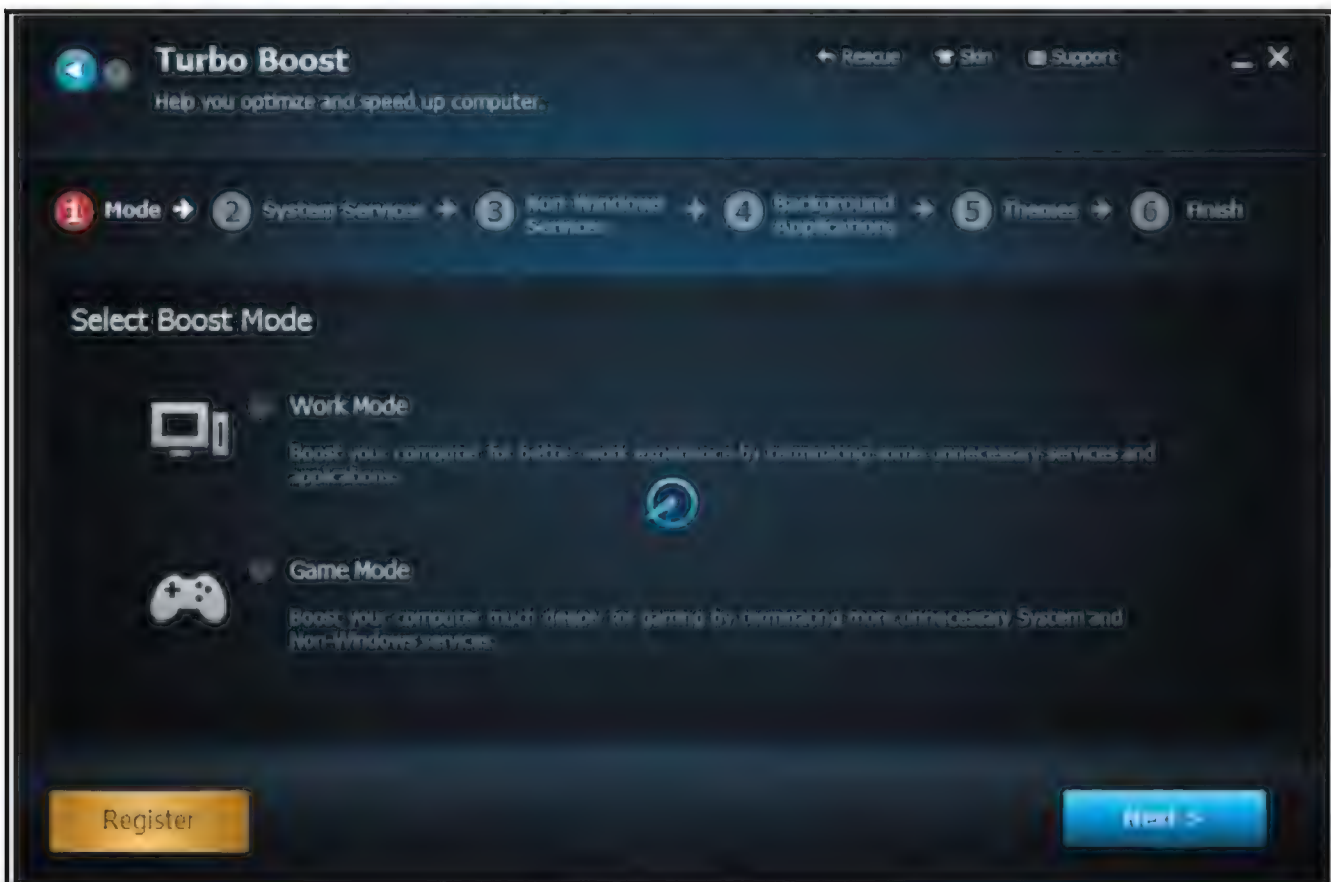 Turbo Boost
Rescue
Skin
Support
Help you optimize and speed up computer.
1 Mode
2 System Services
3 Non-Windows
Services
4 Background
Applications
5 Themes
6 Finish
Select Boost Mode
Work Mode
Boost your computer for better work experience by terminating some unnecessary services and
applications.
Game Mode
Boost your computer much deeper for gaming by terminating more unnecessary System and
Non-Windows services.
Register
Next >